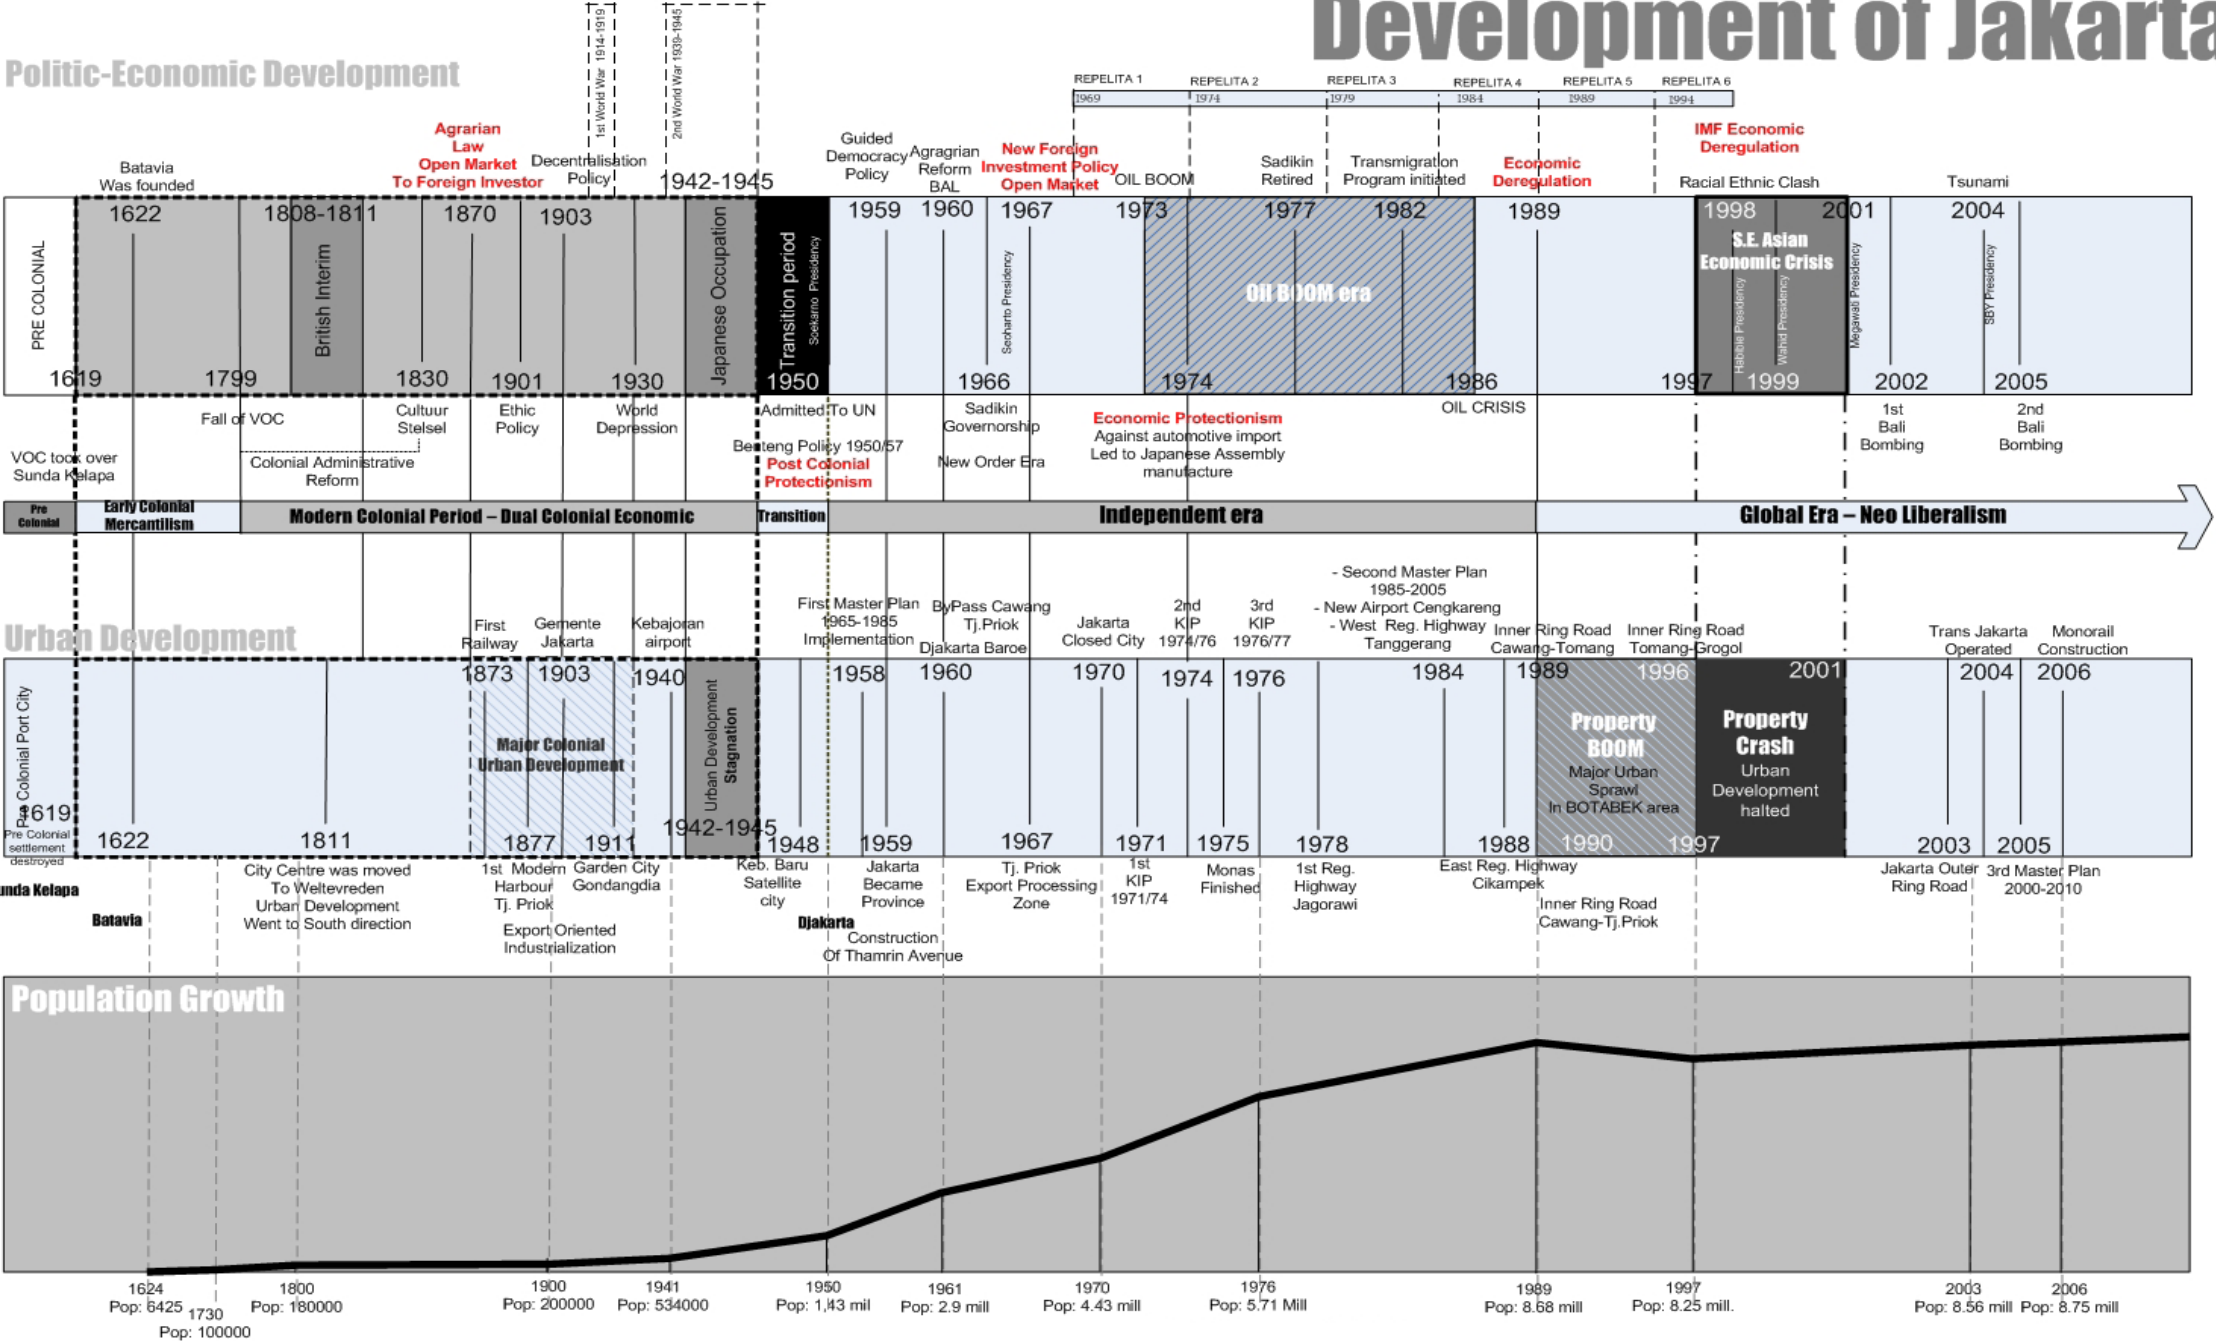 Development of Jakarta
Politic-Economic Development
1st World War 1914-1919
2nd World War 1939-1945
REPELITA 1
REPELITA 2
REPELITA 3
REPELITA 4
REPELITA 5
REPELITA 6
1969
1974
1979
1984
1989
1994
Batavia
Was founded
Agrarian
Law
Open Market
To Foreign Investor
Decentralisation
Policy
1942-1945
Guided
Democracy
Policy
Agragrian
Reform
BAL
New Foreign
Investment Policy
Open Market
OIL BOOM
Sadikin
Retired
Transmigration
Program initiated
Economic
Deregulation
IMF Economic
Deregulation
Racial Ethnic Clash
Tsunami
PRE COLONIAL
1622
1808-1811
1870
1903
1959
1960
1967
1973
1977
1982
1989
1998
2001
2004
British Interim
Japanese Occupation
Transition period
Soekarno Presidency
Seoharto Presidency
Oil BOOM era
S.E. Asian
Economic Crisis
Habibie Presidency
Wahid Presidency
Megawati Presidency
SBY Presidency
1619
1799
1830
1901
1930
1950
1966
1974
1986
1997
1999
2002
2005
VOC took over
Sunda Kelapa
Fall of VOC
Colonial Administrative
Reform
Cultuur
Stelsel
Ethic
Policy
World
Depression
Admitted To UN
Benteng Policy 1950/57
Post Colonial
Protectionism
Sadikin
Governorship
New Order Era
Economic Protectionism
Against automotive import
Led to Japanese Assembly
manufacture
OIL CRISIS
1st
Bali
Bombing
2nd
Bali
Bombing
Pre
Colonial
Early Colonial
Mercantilism
Modern Colonial Period – Dual Colonial Economic
Transition
Independent era
Global Era – Neo Liberalism
Urban Development
First
Railway
Gemente
Jakarta
Kebajoran
airport
First Master Plan
1965-1985
Implementation
ByPass Cawang
Tj.Priok
Djakarta Baroe
Jakarta
Closed City
2nd
KIP
1974/76
3rd
KIP
1976/77
- Second Master Plan
1985-2005
- New Airport Cengkareng
- West Reg. Highway
Tanggerang
Inner Ring Road
Cawang-Tomang
Inner Ring Road
Tomang-Grogol
Trans Jakarta
Operated
Monorail
Construction
Pre Colonial Port City
1873
1903
1940
1958
1960
1970
1974
1976
1984
1989
1996
2001
2004
2006
Major Colonial
Urban Development
Urban Development
Stagnation
Property
BOOM
Major Urban
Sprawl
In BOTABEK area
Property
Crash
Urban
Development
halted
1619
Pre Colonial
settlement
destroyed
1622
1811
1877
1911
1942-1945
1948
1959
1967
1971
1975
1978
1988
1990
1997
2003
2005
unda Kelapa
Batavia
City Centre was moved
To Weltevreden
Urban Development
Went to South direction
1st Modern
Harbour
Tj. Priok
Export Oriented
Industrialization
Garden City
Gondangdia
Keb. Baru
Satellite
city
Djakarta
Jakarta
Became
Province
Construction
Of Thamrin Avenue
Tj. Priok
Export Processing
Zone
1st
KIP
1971/74
Monas
Finished
1st Reg.
Highway
Jagorawi
East Reg. Highway
Cikampek
Inner Ring Road
Cawang-Tj.Priok
Jakarta Outer
Ring Road
3rd Master Plan
2000-2010
Population Growth
1624
Pop: 6425
1730
Pop: 100000
1800
Pop: 180000
1900
Pop: 200000
1941
Pop: 534000
1950
Pop: 1,43 mil
1961
Pop: 2.9 mill
1970
Pop: 4.43 mill
1976
Pop: 5.71 Mill
1989
Pop: 8.68 mill
1997
Pop: 8.25 mill.
2003
Pop: 8.56 mill
2006
Pop: 8.75 mill